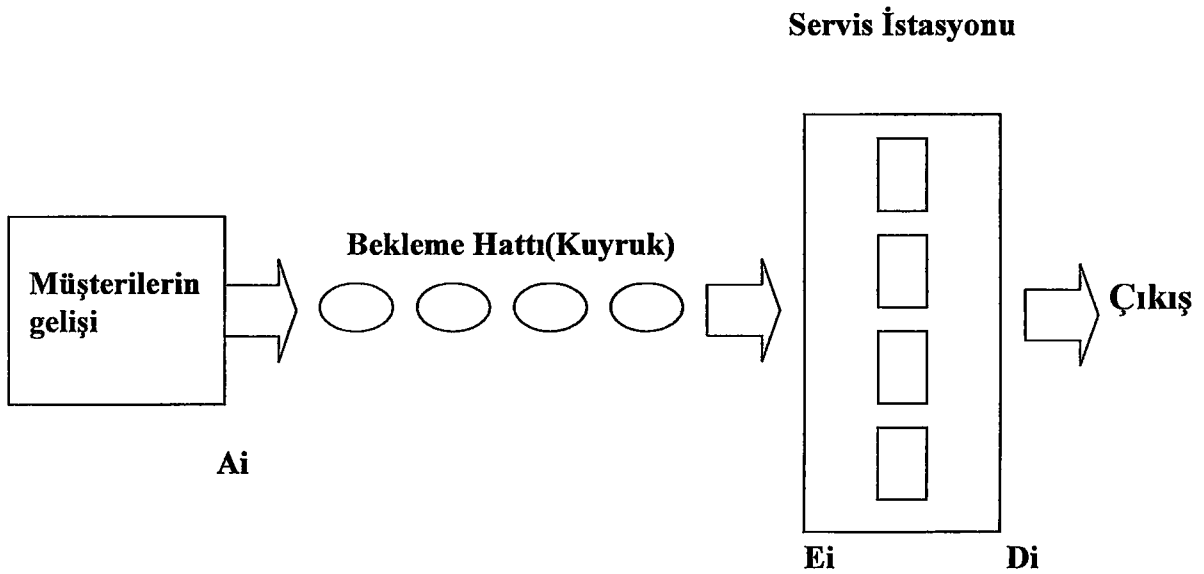 Servis İstasyonu
Bekleme Hattı(Kuyruk)
Müşterilerin
gelişi
Çıkış
Ai
Ei
Di